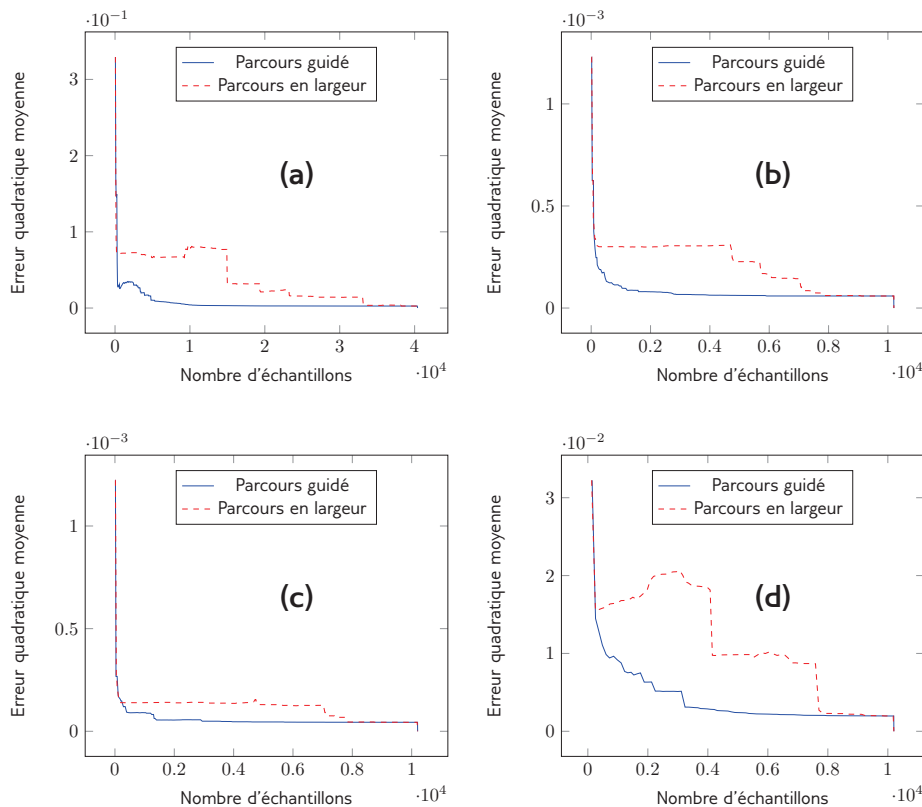 ·10⁻¹
Erreur quadratique moyenne
3
2
1
0
Parcours guidé
Parcours en largeur
(a)
0 1 2 3 4
Nombre d'échantillons
·10⁴
·10⁻³
Erreur quadratique moyenne
1
0.5
0
Parcours guidé
Parcours en largeur
(b)
0 0.2 0.4 0.6 0.8 1
Nombre d'échantillons
·10⁴
·10⁻³
Erreur quadratique moyenne
1
0.5
0
Parcours guidé
Parcours en largeur
(c)
0 0.2 0.4 0.6 0.8 1
Nombre d'échantillons
·10⁴
·10⁻²
Erreur quadratique moyenne
3
2
1
0
Parcours guidé
Parcours en largeur
(d)
0 0.2 0.4 0.6 0.8 1
Nombre d'échantillons
·10⁴